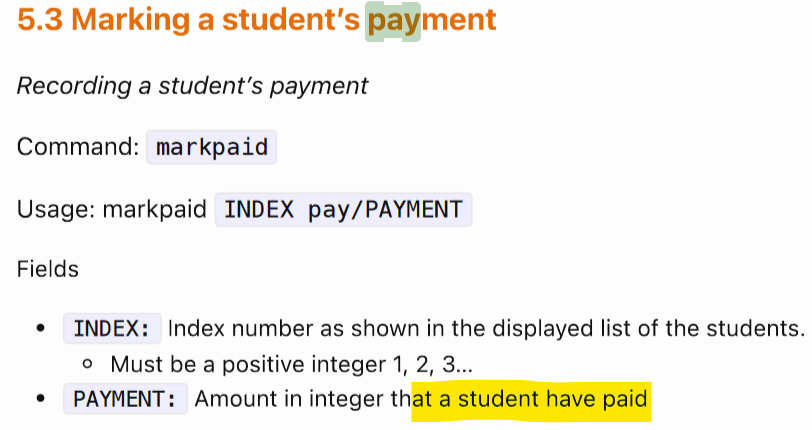 5.3 Marking a student’s payment
Recording a student’s payment
Command: markpaid
Usage: markpaid INDEX pay/PAYMENT
Fields
• INDEX: Index number as shown in the displayed list of the students.
◦ Must be a positive integer 1, 2, 3...
• PAYMENT: Amount in integer that a student have paid